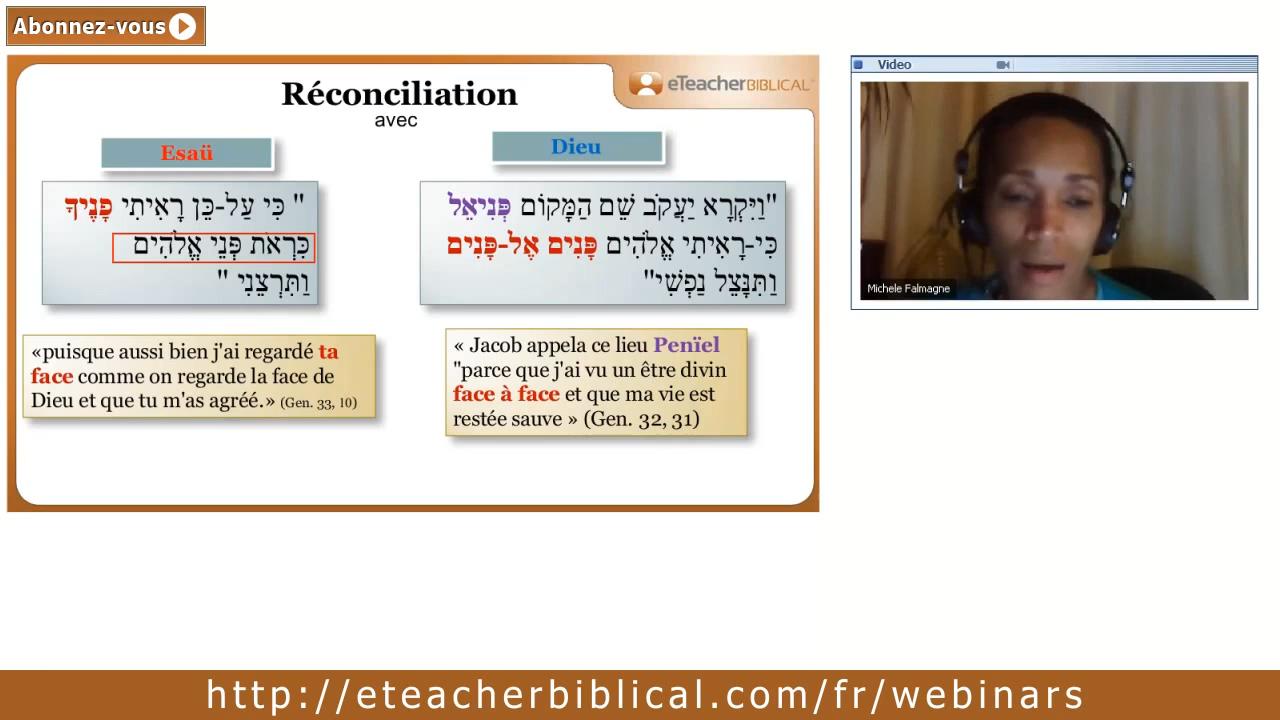 Abonnez-vous
Réconciliation
avec
eTeacherBIBLICAL
Esaü
" כִּי עַל-כֵּן רָאִיתִי פָנֶיךָ
כִּרְאֹת פְּנֵי אֱלֹהִים
וַתִּרְצֵנִי "
«puisque aussi bien j'ai regardé ta
face comme on regarde la face de
Dieu et que tu m'as agréé.» (Gen. 33, 10)
Dieu
"וַיִּקְרָא יַעֲקֹב שֵׁם הַמָּקוֹם פְּנִיאֵל
כִּי-רָאִיתִי אֱלֹהִים פָּנִים אֶל-פָּנִים
וַתִּנָּצֵל נַפְשִׁי"
« Jacob appela ce lieu Penïel
"parce que j'ai vu un être divin
face à face et que ma vie est
restée sauve » (Gen. 32, 31)
Video
Michele Falmagne
http://eteacherbiblical.com/fr/webinars